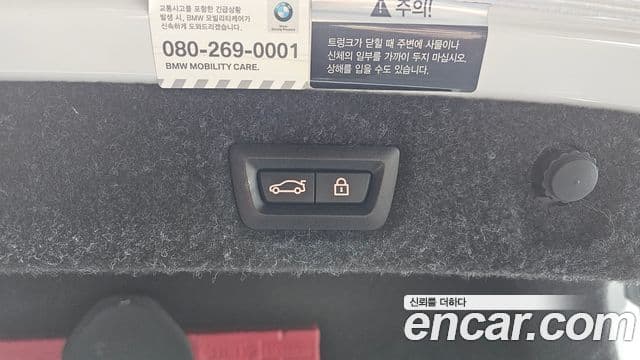 교통사고를 포함한 긴급상황
발생 시, BMW 모빌리티케어가
신속하게 도와드리겠습니다.
080-269-0001
BMW MOBILITY CARE.
주의!
트렁크가 닫힐 때 주변에 사물이나
신체의 일부를 가까이 두지 마십시오.
상해를 입을 수도 있습니다.
신뢰를 더하다
encar.com